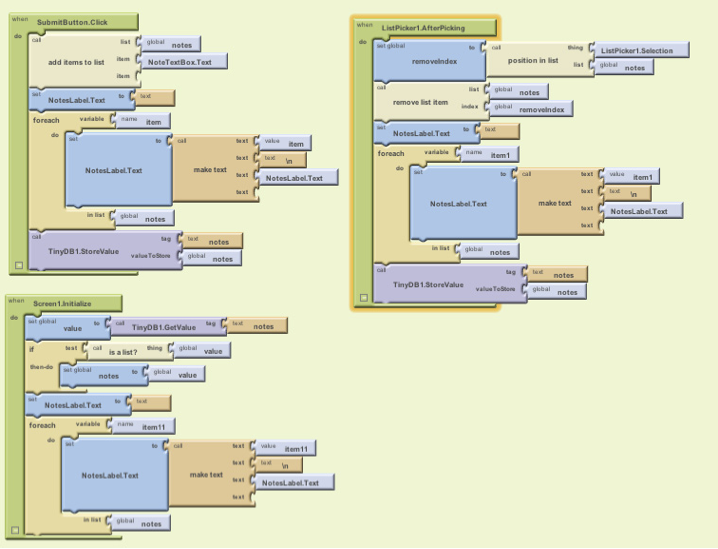 when SubmitButton.Click
do call list global notes
add items to list item NoteTextBox.Text
item
set NotesLabel.Text to text
foreach variable name item
do set to call text value item
text text \n
NotesLabel.Text make text text NotesLabel.Text
text
in list global notes
call tag text notes
TinyDB1.StoreValue valueToStore global notes
when ListPicker1.AfterPicking
do set global to call thing ListPicker1.Selection
removeIndex position in list list global notes
call list global notes
remove list item index global removeIndex
set NotesLabel.Text to text
foreach variable name item1
do set to call text value item1
text text \n
NotesLabel.Text make text text NotesLabel.Text
text
in list global notes
call tag text notes
TinyDB1.StoreValue valueToStore global notes
when Screen1.Initialize
do set global value to call TinyDB1.GetValue tag text notes
if test call is a list? thing global value
then-do set global notes to global value
set NotesLabel.Text to text
foreach variable name item11
do set to call text value item11
text text \n
NotesLabel.Text make text text NotesLabel.Text
text
in list global notes